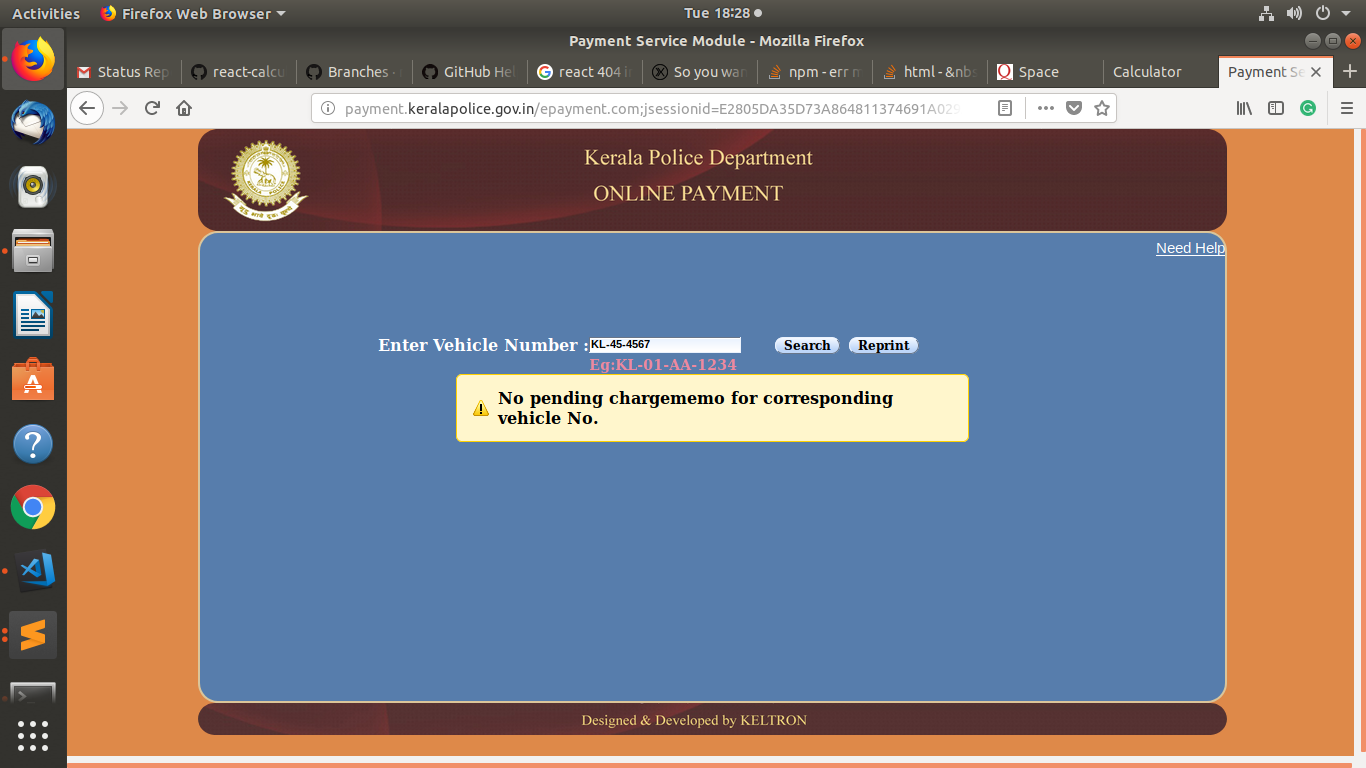 Activities Firefox Web Browser Tue 18:28
Payment Service Module - Mozilla Firefox
Status Rep react-calcu Branches · GitHub Hel react 404 i So you wan npm - err m html - &nbs Space Calculator Payment Se
payment.keralapolice.gov.in/epayment.com;jsessionid=E2805DA35D73A864811374691A029
Kerala Police Department
ONLINE PAYMENT
Need Help
Enter Vehicle Number : KL-45-4567 Search Reprint
Eg:KL-01-AA-1234
No pending chargememo for corresponding
vehicle No.
Designed & Developed by KELTRON